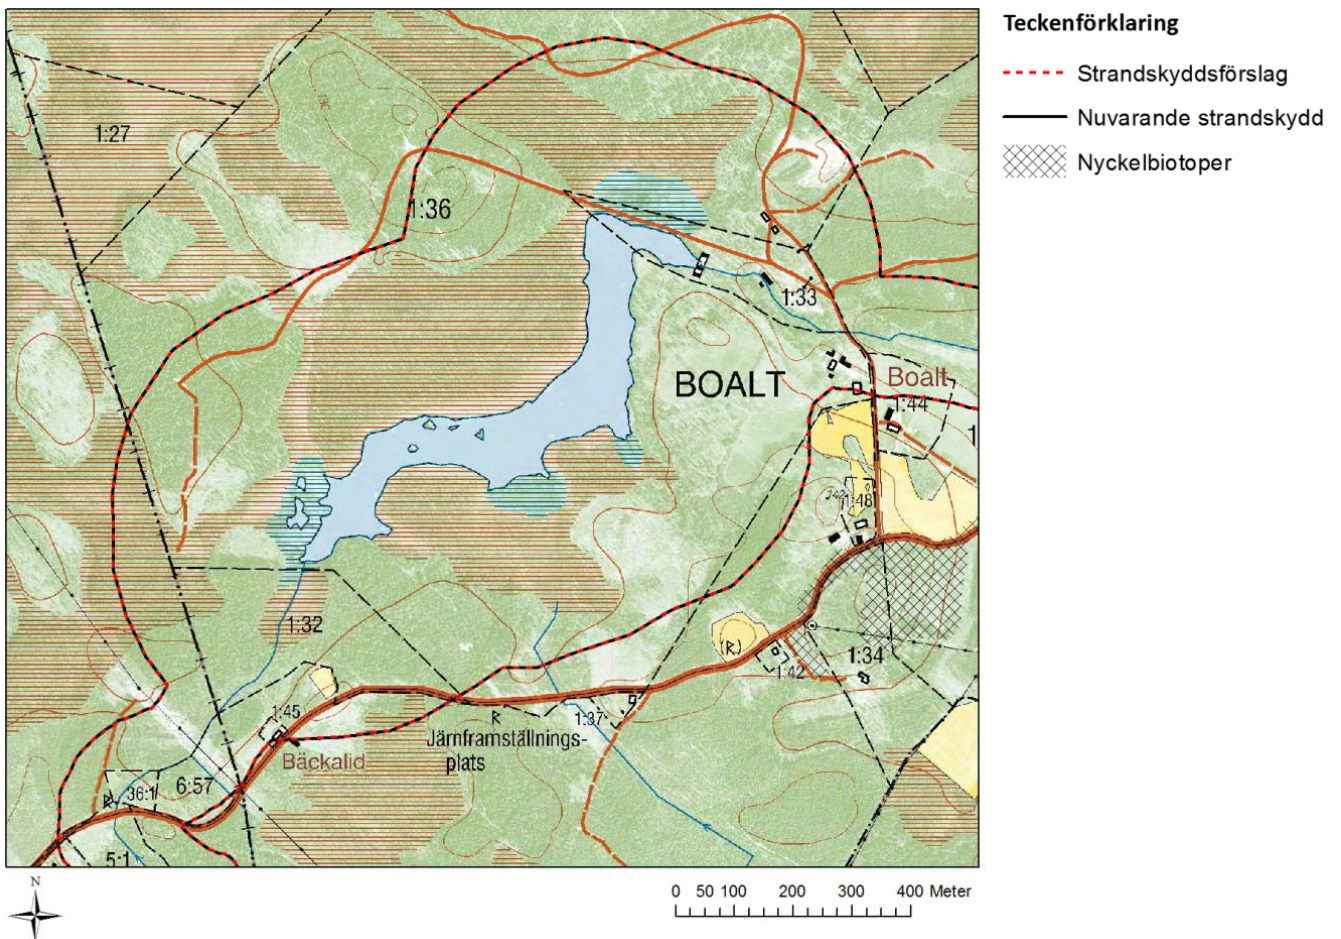 Teckenförklaring
Strandskyddsförslag
Nuvarande strandskydd
Nyckelbiotoper
1:27
1:36
1:33
BOALT
Boalt
1:44
1
1:48
1:32
(R)
1:34
1:42
1:45
1:37
R
Järnframställnings-
plats
Bäckalid
6:57
36:1
R
5:1
N
0 50 100 200 300 400 Meter